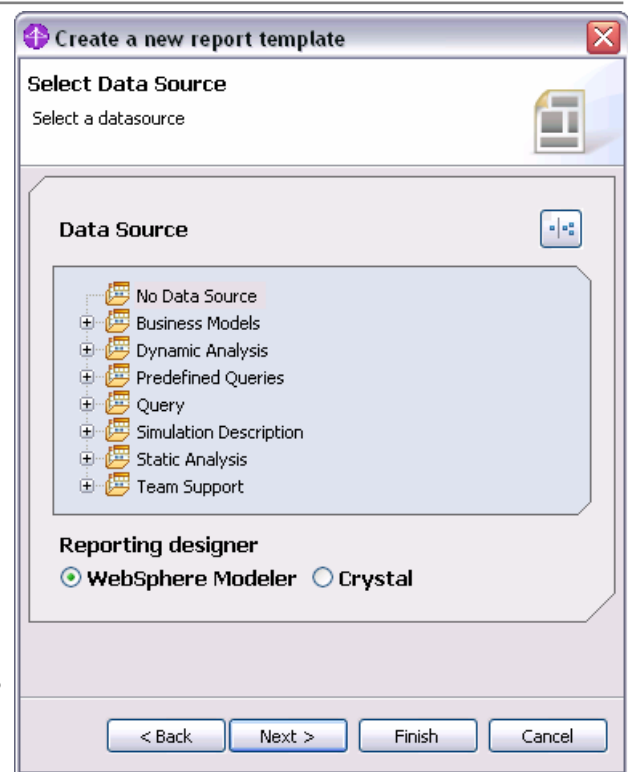 Create a new report template
Select Data Source
Select a datasource
Data Source
No Data Source
Business Models
Dynamic Analysis
Predefined Queries
Query
Simulation Description
Static Analysis
Team Support
Reporting designer
WebSphere Modeler Crystal
< Back Next > Finish Cancel